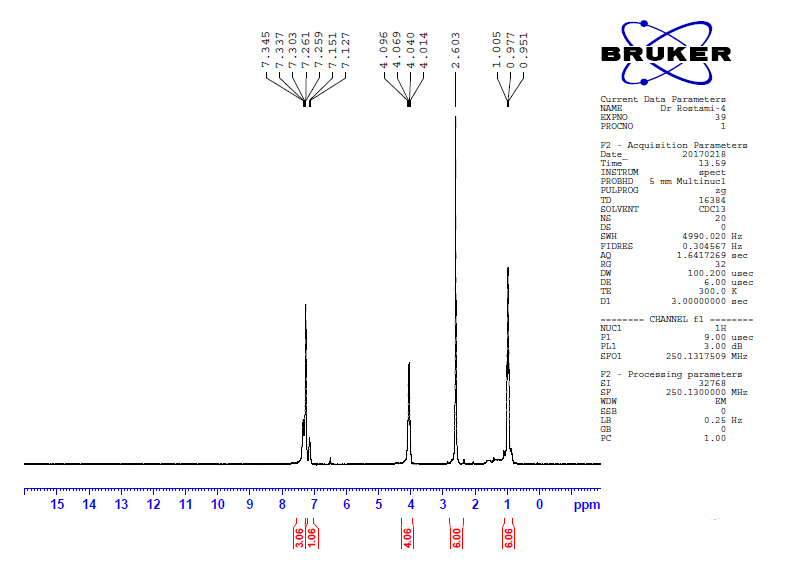 7.345
7.337
7.303
7.261
7.259
7.151
7.127
4.096
4.069
4.040
4.014
2.603
1.005
0.977
0.951
BRUKER
Current Data Parameters
NAME Dr Rostami-4
EXPNO 39
PROCNO 1
F2 - Acquisition Parameters
Date_ 20170218
Time 13.59
INSTRUM spect
PROBHD 5 mm Multinucl
PULPROG zg
TD 16384
SOLVENT CDCl3
NS 20
DS 0
SWH 4990.020 Hz
FIDRES 0.304567 Hz
AQ 1.6417269 sec
RG 32
DW 100.200 usec
DE 6.00 usec
TE 300.0 K
D1 3.00000000 sec
======== CHANNEL f1 ========
NUC1 1H
P1 9.00 usec
PL1 3.00 dB
SFO1 250.1317509 MHz
F2 - Processing parameters
SI 32768
SF 250.1300000 MHz
WDW EM
SSB 0
LB 0.25 Hz
GB 0
PC 1.00
15 14 13 12 11 10 9 8 7 6 5 4 3 2 1 0 ppm
3.06
1.06
4.06
6.00
6.06